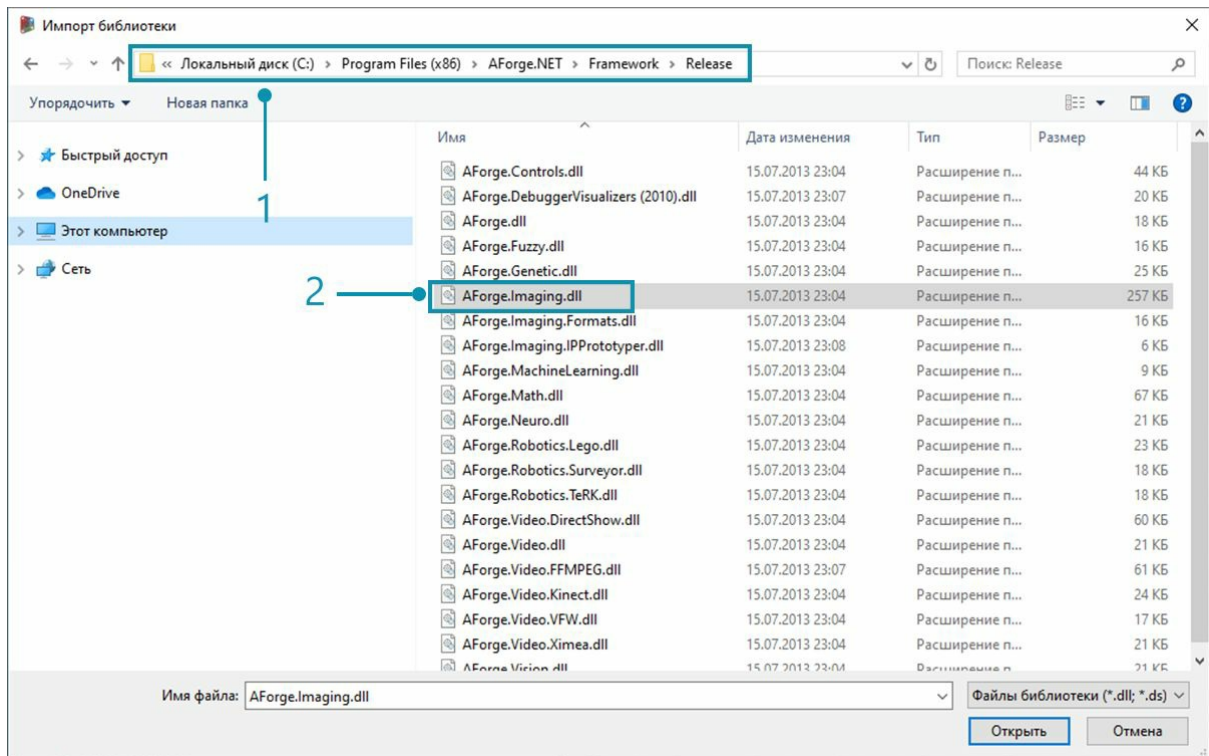 Импорт библиотеки
« Локальный диск (C:) › Program Files (x86) › AForge.NET › Framework › Release
Поиск: Release
Упорядочить
Новая папка
1
2
Быстрый доступ
OneDrive
Этот компьютер
Сеть
Имя Дата изменения Тип Размер
AForge.Controls.dll 15.07.2013 23:04 Расширение п... 44 КБ
AForge.DebuggerVisualizers (2010).dll 15.07.2013 23:07 Расширение п... 20 КБ
AForge.dll 15.07.2013 23:04 Расширение п... 18 КБ
AForge.Fuzzy.dll 15.07.2013 23:04 Расширение п... 16 КБ
AForge.Genetic.dll 15.07.2013 23:04 Расширение п... 25 КБ
AForge.Imaging.dll 15.07.2013 23:04 Расширение п... 257 КБ
AForge.Imaging.Formats.dll 15.07.2013 23:04 Расширение п... 16 КБ
AForge.Imaging.IPPrototyper.dll 15.07.2013 23:08 Расширение п... 6 КБ
AForge.MachineLearning.dll 15.07.2013 23:04 Расширение п... 9 КБ
AForge.Math.dll 15.07.2013 23:04 Расширение п... 67 КБ
AForge.Neuro.dll 15.07.2013 23:04 Расширение п... 21 КБ
AForge.Robotics.Lego.dll 15.07.2013 23:04 Расширение п... 23 КБ
AForge.Robotics.Surveyor.dll 15.07.2013 23:04 Расширение п... 18 КБ
AForge.Robotics.TeRK.dll 15.07.2013 23:04 Расширение п... 18 КБ
AForge.Video.DirectShow.dll 15.07.2013 23:04 Расширение п... 60 КБ
AForge.Video.dll 15.07.2013 23:04 Расширение п... 21 КБ
AForge.Video.FFMPEG.dll 15.07.2013 23:07 Расширение п... 61 КБ
AForge.Video.Kinect.dll 15.07.2013 23:04 Расширение п... 24 КБ
AForge.Video.VFW.dll 15.07.2013 23:04 Расширение п... 17 КБ
AForge.Video.Ximea.dll 15.07.2013 23:04 Расширение п... 21 КБ
AForge.Vision.dll 15.07.2013 23:04 Расширение п... 21 КБ
Имя файла: AForge.Imaging.dll
Файлы библиотеки (*.dll; *.ds)
Открыть
Отмена